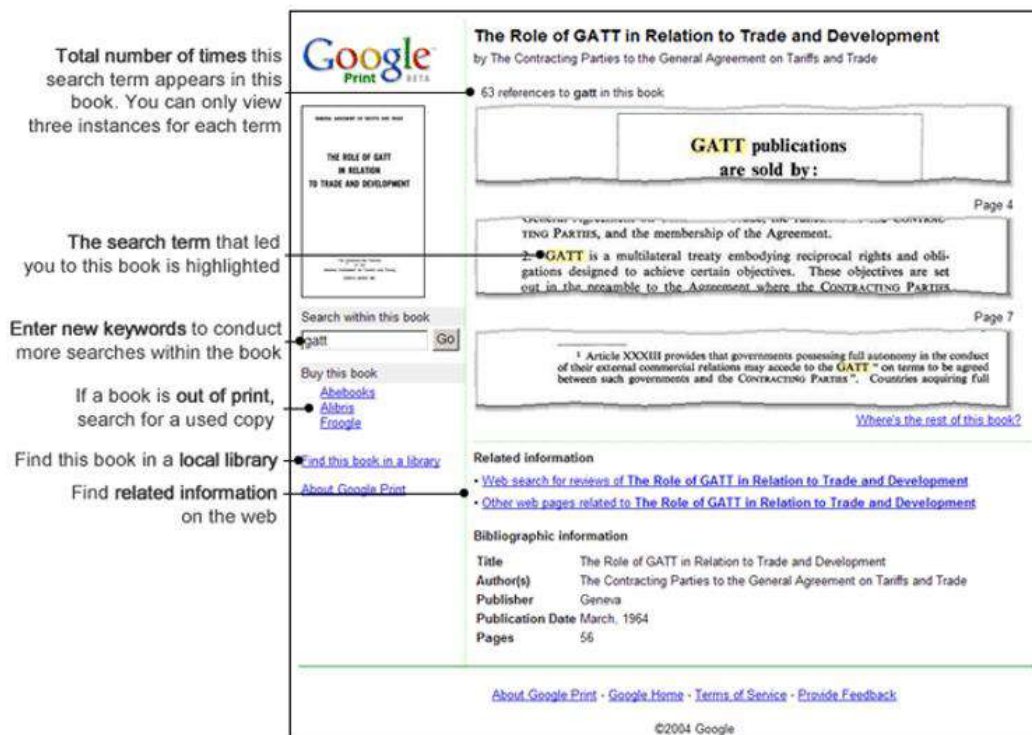 Total number of times this
search term appears in this
book. You can only view
three instances for each term
The search term that led
you to this book is highlighted
Enter new keywords to conduct
more searches within the book
If a book is out of print,
search for a used copy
Find this book in a local library
Find related information
on the web
Google
Print BETA
THE ROLE OF GATT
IN RELATION
TO TRADE AND DEVELOPMENT
Search within this book
gatt Go
Buy this book
Abebooks
Alibris
Froogle
Find this book in a library
About Google Print
The Role of GATT in Relation to Trade and Development
by The Contracting Parties to the General Agreement on Tariffs and Trade
63 references to gatt in this book
GATT publications
are sold by:
Page 4
TING PARTIES, and the membership of the Agreement.
2. GATT is a multilateral treaty embodying reciprocal rights and obli-
gations designed to achieve certain objectives. These objectives are set
out in the preamble to the Agreement where the CONTRACTING PARTIES
Page 7
¹ Article XXXIII provides that governments possessing full autonomy in the conduct
of their external commercial relations may accede to the GATT " on terms to be agreed
between such governments and the CONTRACTING PARTIES ". Countries acquiring full
Where's the rest of this book?
Related information
• Web search for reviews of The Role of GATT in Relation to Trade and Development
• Other web pages related to The Role of GATT in Relation to Trade and Development
Bibliographic information
Title The Role of GATT in Relation to Trade and Development
Author(s) The Contracting Parties to the General Agreement on Tariffs and Trade
Publisher Geneva
Publication Date March, 1964
Pages 56
About Google Print - Google Home - Terms of Service - Provide Feedback
©2004 Google